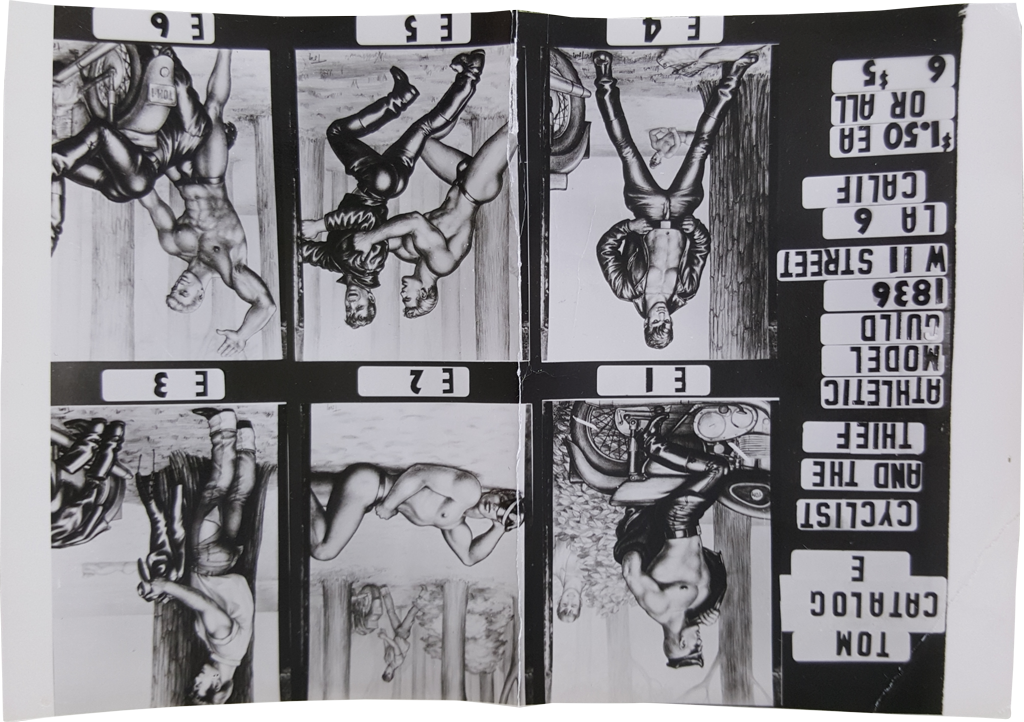 TOM
CATALOG
E
CYCLIST
AND THE
THIEF
ATHLETIC
MODEL
GUILD
1836
W 11 STREET
LA 6
CALIF
$1.50 EA
OR ALL
6 $5
E 1
E 2
E 3
E 4
E 5
E 6